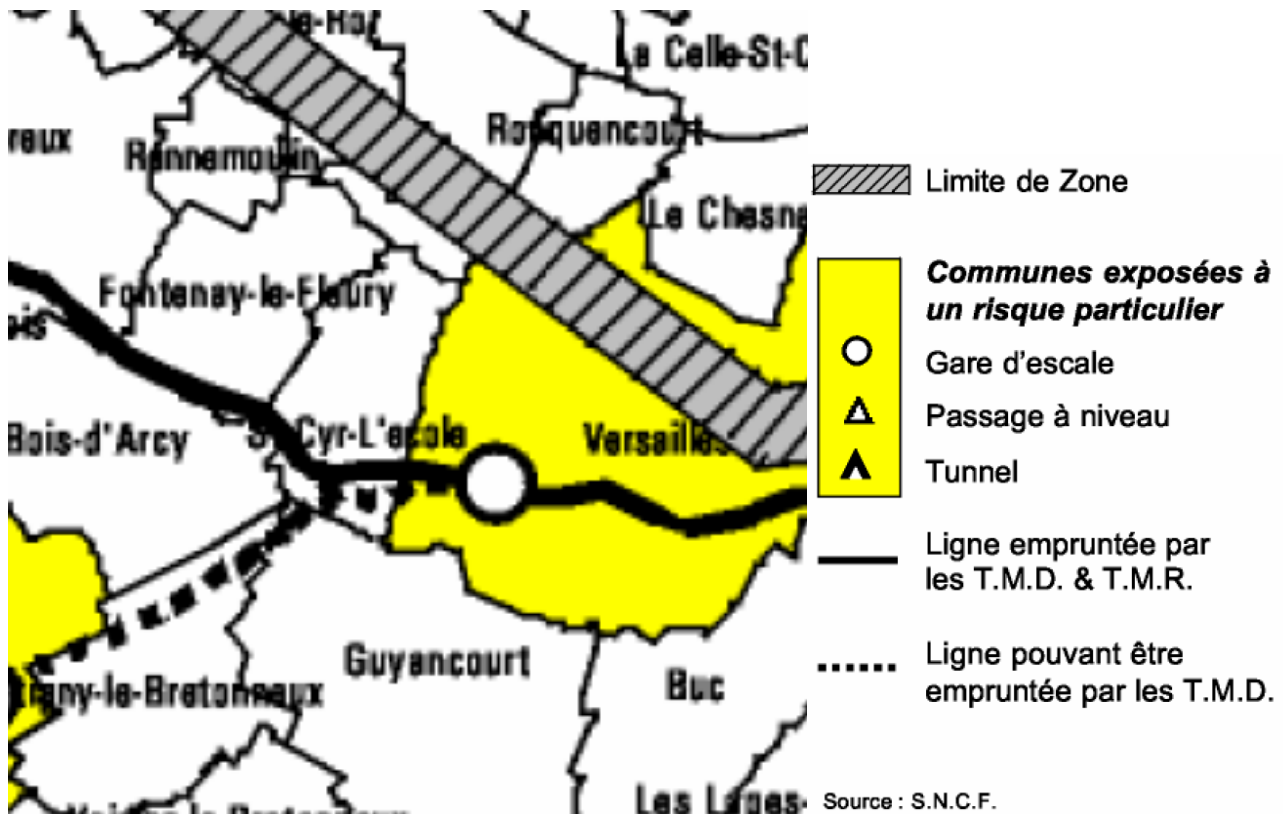 Le Celle-St-C
Rocquencourt
Rennemoulin
Le Chesna
Fontenay-le-Fleury
Bois-d'Arcy
St-Cyr-L'ecole
Versailles
Guyancourt
Buc
Limite de Zone
Communes exposées à
un risque particulier
Gare d'escale
Passage à niveau
Tunnel
Ligne empruntée par
les T.M.D. & T.M.R.
Ligne pouvant être
empruntée par les T.M.D.
Source : S.N.C.F.